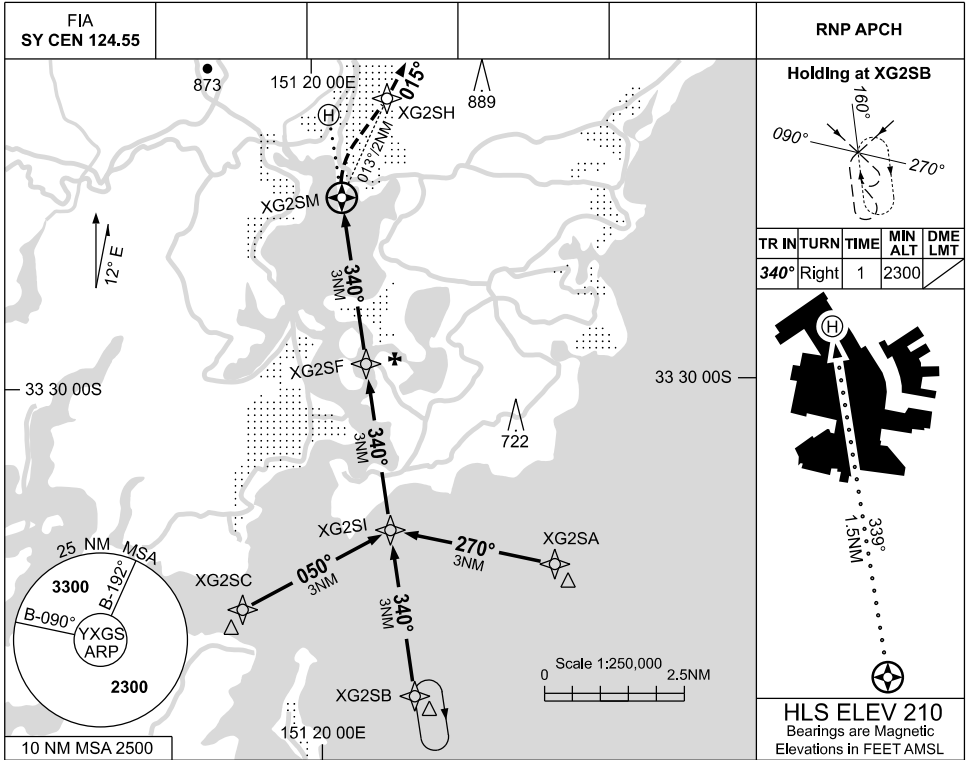 FIA
SY CEN 124.55
RNP APCH
873
151 20 00E
015°
889
H
XG2SH
013°/2NM
XG2SM
12° E
340°
3NM
XG2SF
33 30 00S
33 30 00S
722
340°
3NM
XG2SI
XG2SA
270°
3NM
XG2SC
050°
3NM
340°
3NM
25 NM MSA
3300
B-192°
B-090°
YXGS
ARP
2300
XG2SB
Scale 1:250,000
0
2.5NM
151 20 00E
10 NM MSA 2500
Holding at XG2SB
160°
090°
270°
TR IN TURN TIME MIN ALT DME LMT
340° Right 1 2300
H
339°
1.5NM
HLS ELEV 210
Bearings are Magnetic
Elevations in FEET AMSL